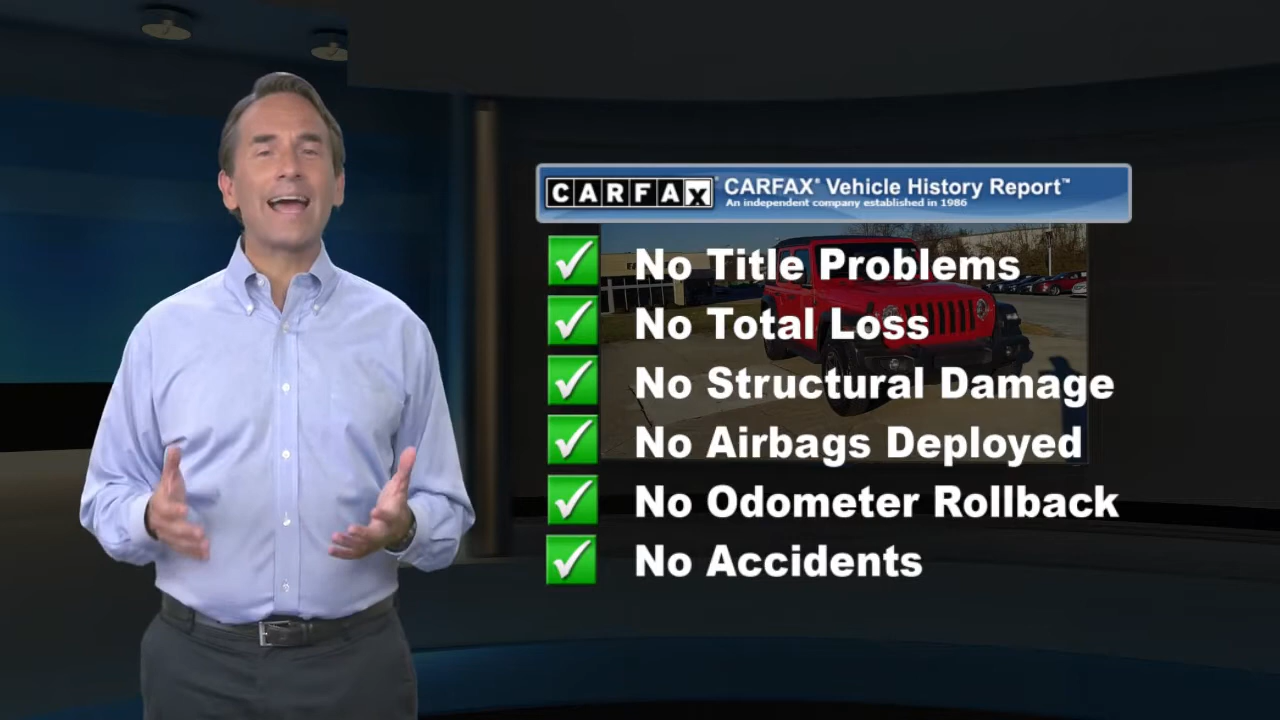 CARFAX
CARFAX® Vehicle History Report™
An independent company established in 1986
No Title Problems
No Total Loss
No Structural Damage
No Airbags Deployed
No Odometer Rollback
No Accidents